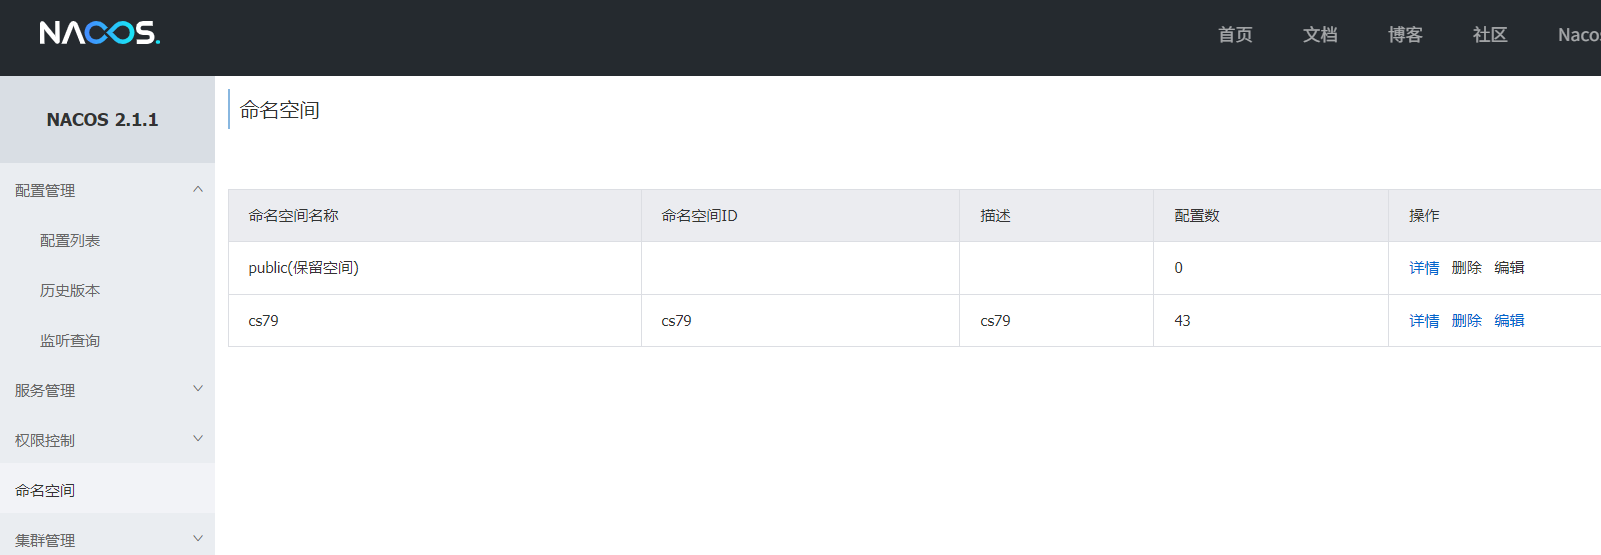 NACOS.
首页 文档 博客 社区 Nacos
NACOS 2.1.1
配置管理
配置列表
历史版本
监听查询
服务管理
权限控制
命名空间
集群管理
命名空间
命名空间名称 命名空间ID 描述 配置数 操作
public(保留空间) 0 详情 删除 编辑
cs79 cs79 cs79 43 详情 删除 编辑